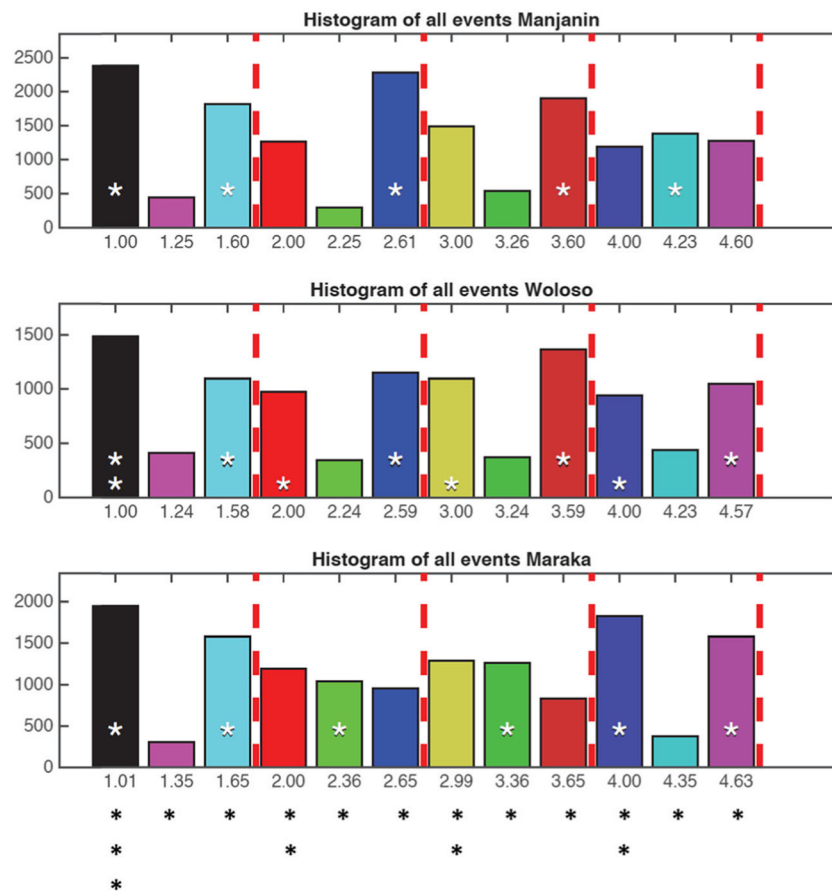 Histogram of all events Manjanin
2500
2000
1500
1000
500
0
* * * * *
1.00 1.25 1.60 2.00 2.25 2.61 3.00 3.26 3.60 4.00 4.23 4.60
Histogram of all events Woloso
1500
1000
500
0
* * * * *
* * * *
1.00 1.24 1.58 2.00 2.24 2.59 3.00 3.24 3.59 4.00 4.23 4.57
Histogram of all events Maraka
2000
1500
1000
500
0
* * * * * *
1.01 1.35 1.65 2.00 2.36 2.65 2.99 3.36 3.65 4.00 4.35 4.63
* * * * * * * * * * * *
* * * *
*